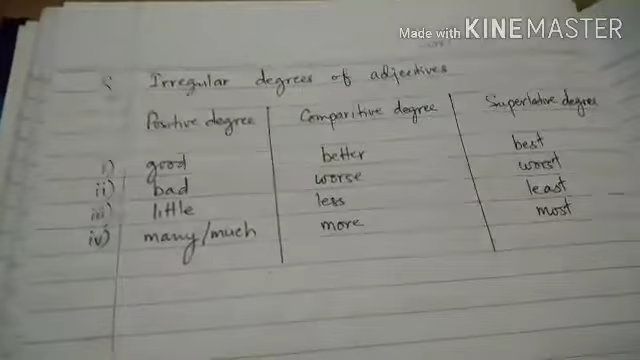 Made with KINEMASTER
Irregular degrees of adjectives
Positive degree Comparitive degree Superlative degree
i) good better best
ii) bad worse worst
iii) little less least
iv) many/much more most